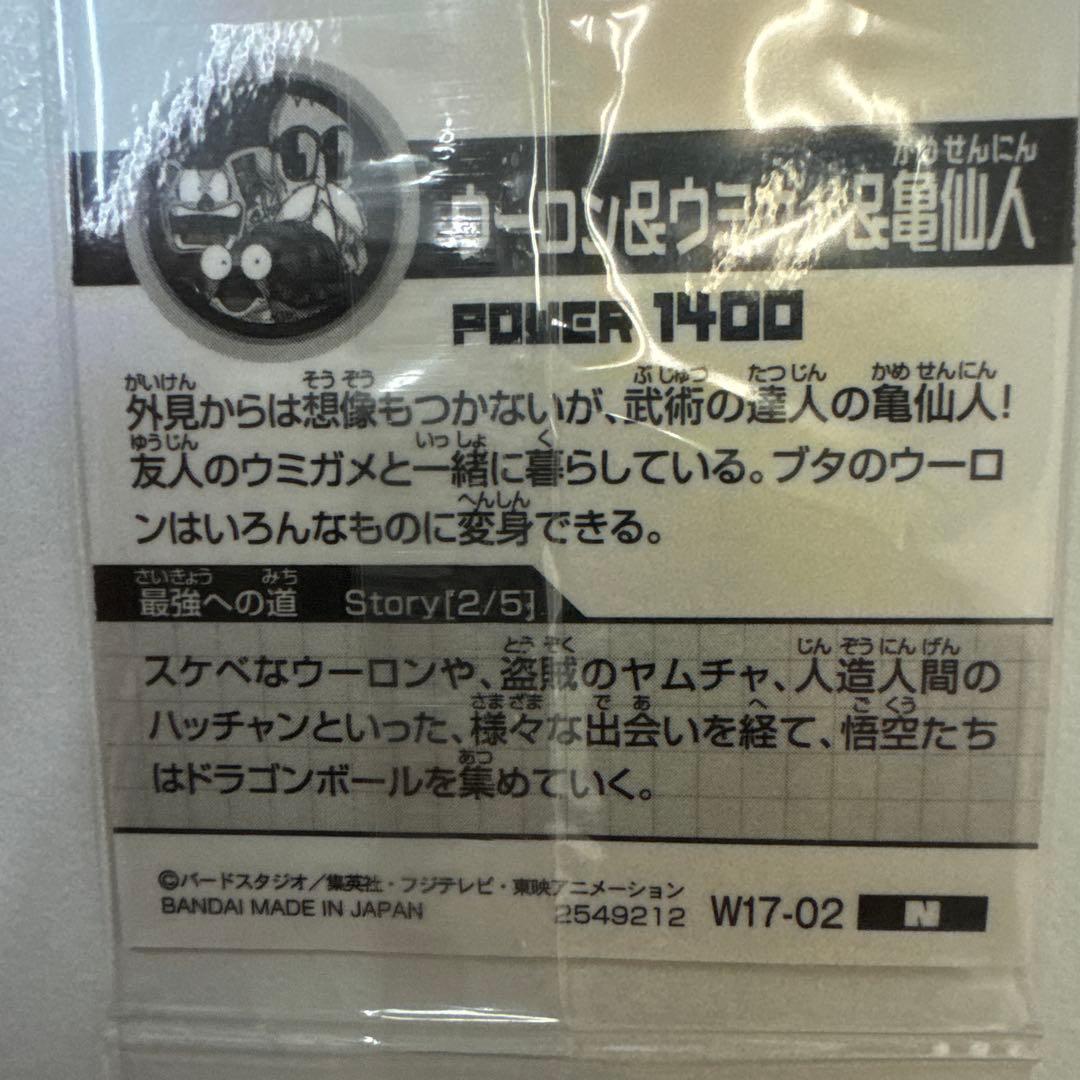 かめせんにん
ウーロン&ウミガメ&亀仙人
POWER 1400
がいけん そうぞう ぶじゅつ たつじん かめせんにん
外見からは想像もつかないが、武術の達人の亀仙人!
ゆうじん いっしょ く
友人のウミガメと一緒に暮らしている。ブタのウーロ
へんしん
ンはいろんなものに変身できる。
さいきょう みち
最強への道 Story[2/5]
とうぞく じんぞうにんげん
スケベなウーロンや、盗賊のヤムチャ、人造人間の
さまざま であ へ ごくう
ハッチャンといった、様々な出会いを経て、悟空たち
あつ
はドラゴンボールを集めていく。
©バードスタジオ/集英社・フジテレビ・東映アニメーション
BANDAI MADE IN JAPAN 2549212 W17-02 N